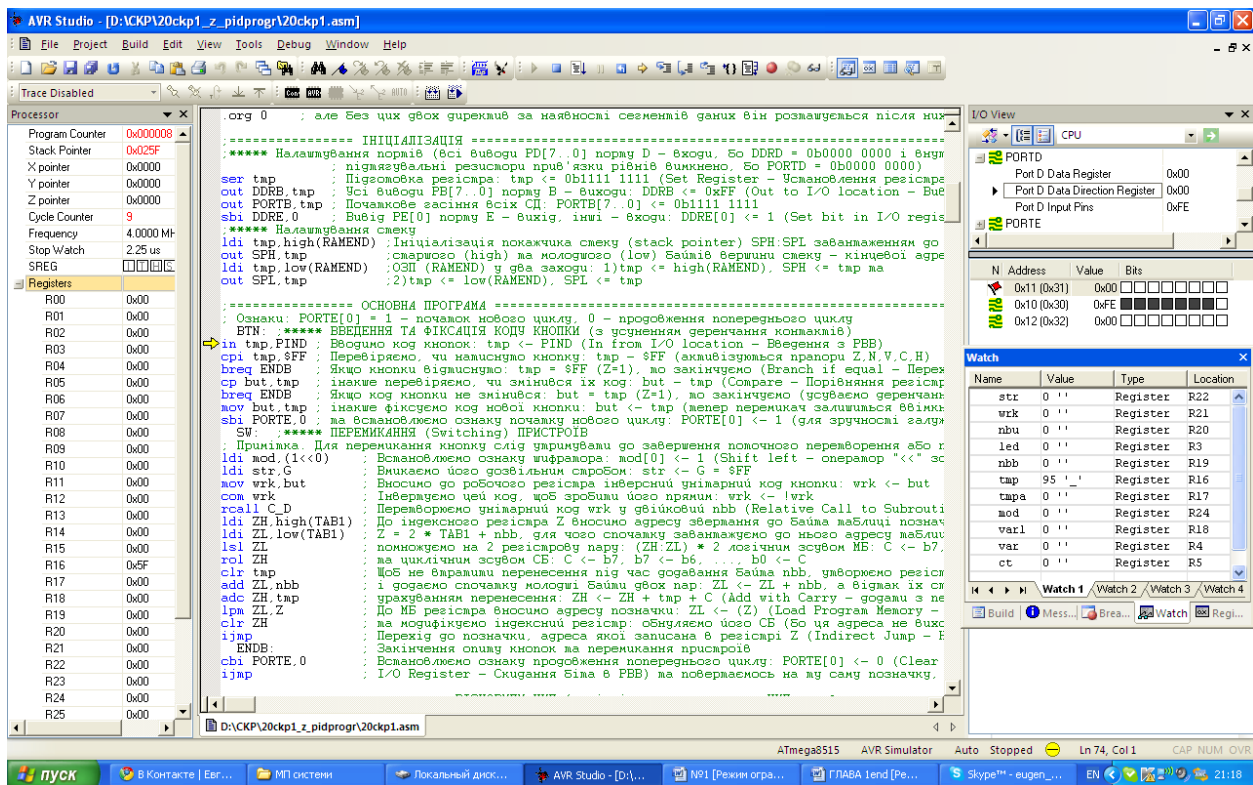 AVR Studio - [D:\CKP\20ckp1_z_pidprogr\20ckp1.asm]
File Project Build Edit View Tools Debug Window Help
Trace Disabled
Processor
Program Counter 0x000008
Stack Pointer 0x025F
X pointer 0x0000
Y pointer 0x0000
Z pointer 0x0000
Cycle Counter 9
Frequency 4.0000 MH
Stop Watch 2.25 us
SREG
Registers
R00 0x00
R01 0x00
R02 0x00
R03 0x00
R04 0x00
R05 0x00
R06 0x00
R07 0x00
R08 0x00
R09 0x00
R10 0x00
R11 0x00
R12 0x00
R13 0x00
R14 0x00
R15 0x00
R16 0x5F
R17 0x00
R18 0x00
R19 0x00
R20 0x00
R21 0x00
R22 0x00
R23 0x00
R24 0x00
R25 0x00
.org 0 ; але без цих двох директив за наявності сегментів даних він розташується після них
;================ ІНІЦІАЛІЗАЦІЯ ================
;***** Налаштування портів (всі виводи PD[7..0] порту D - входи, бо DDRD = 0b0000 0000 і внут
; підтягувальні резистори прив'язки рівнів вимкнено, бо PORTD = 0b0000 0000)
ser tmp ; Підготовка регістра: tmp <= 0b1111 1111 (Set Register - Установлення регістра
out DDRB,tmp ; Усі виводи PB[7..0] порту B - виходи: DDRB <= 0xFF (Out to I/O location - Вив
out PORTB,tmp ; Початкове гасіння всіх СД: PORTB[7..0] <= 0b1111 1111
sbi DDRE,0 ; Вивід PE[0] порту E - вихід, інші - входи: DDRE[0] <= 1 (Set bit in I/O regis
;***** Налаштування стеку
ldi tmp,high(RAMEND) ;Ініціалізація покажчика стеку (stack pointer) SPH:SPL завантаженням до
out SPH,tmp ;старшого (high) та молодшого (low) байтів вершини стеку - кінцевої адре
ldi tmp,low(RAMEND) ;ОЗП (RAMEND) у два заходи: 1)tmp <= high(RAMEND), SPH <= tmp та
out SPL,tmp ;2)tmp <= low(RAMEND), SPL <= tmp
;================ ОСНОВНА ПРОГРАМА ================
; Ознаки: PORTE[0] = 1 - початок нового циклу, 0 - продовження попереднього циклу
BTN: ;***** ВВЕДЕННЯ ТА ФІКСАЦІЯ КОДУ КНОПКИ (з усуненям деренчання контактів)
in tmp,PIND ; Вводимо код кнопок: tmp <- PIND (In from I/O location - Введення з РВВ)
cpi tmp,$FF ; Перевіряємо, чи натиснуто кнопку: tmp - $FF (активізуються прапори Z,N,V,C,H)
breq ENDB ; Якщо кнопки відтиснуто: tmp = $FF (Z=1), то закінчуємо (Branch if equal - Перех
cp but,tmp ; інакше перевіряємо, чи змінився їх код: but - tmp (Compare - Порівняння регістр
breq ENDB ; Якщо код кнопки не змінився: but = tmp (Z=1), то закінчуємо (усуваємо деренчанн
mov but,tmp ; інакше фіксуємо код нової кнопки: but <- tmp (тепер перемикач залишиться ввімкн
sbi PORTE,0 ; та встановлюємо ознаку початку нового циклу: PORTE[0] <- 1 (для зручності галуж
SW: ;***** ПЕРЕМИКАННЯ (Switching) ПРИСТРОЇВ
; Примітка. Для перемикання кнопку слід утримувати до завершення поточного перетворення або п
ldi mod,(1<<0) ; Встановлюємо ознаку шифратора: mod[0] <- 1 (Shift left - оператор "<<" зс
ldi str,G ; Вмикаємо його дозвільним стробом: str <- G = $FF
mov wrk,but ; Вносимо до робочого регістра інверсний унітарний код кнопки: wrk <- but
com wrk ; Інвертуємо цей код, щоб зробити його прямим: wrk <- !wrk
rcall C_D ; Перетворюємо унітарний код wrk у двійковий nbb (Relative Call to Subrouti
ldi ZH,high(TAB1) ; До індексного регістра Z вносимо адресу звертання до байта таблиці познач
ldi ZL,low(TAB1) ; Z = 2 * TAB1 + nbb, для чого спочатку завантажуємо до нього адресу таблиц
lsl ZL ; помножуємо на 2 регістрову пару: (ZH:ZL) * 2 логічним зсувом МБ: C <- b7,
rol ZH ; та циклічним зсувом СБ: C <- b7, b7 <- b6, ..., b0 <- C
clr tmp ; Щоб не втратити перенесення під час додавання байта nbb, утворюємо регісм
add ZL,nbb ; і додаємо спочатку молодші байти двох пар: ZL <- ZL + nbb, а відтак їх ст
adc ZH,tmp ; урахуванням перенесення: ZH <- ZH + tmp + C (Add with Carry - додати з пе
lpm ZL,Z ; До МБ регістра вносимо адресу позначки: ZL <- (Z) (Load Program Memory -
clr ZH ; та модифікуємо індексний регістр: обнуляємо його СБ (бо ця адреса не вихо
ijmp ; Перехід до позначки, адреса якої записана в регістрі Z (Indirect Jump - Н
ENDB: ; Закінчення опиту кнопок та перемикання пристроїв
cbi PORTE,0 ; Встановлюємо ознаку продовження попереднього циклу: PORTE[0] <- 0 (Clear
ijmp ; I/O Register - Скидання біта в РВВ) та повертаємось на ту саму позначку,
D:\CKP\20ckp1_z_pidprogr\20ckp1.asm
I/O View
CPU
PORTD
Port D Data Register 0x00
Port D Data Direction Register 0x00
Port D Input Pins 0xFE
PORTE
N Address Value Bits
0x11 (0x31) 0x00
0x10 (0x30) 0xFE
0x12 (0x32) 0x00
Watch
Name Value Type Location
str 0 '' Register R22
wrk 0 '' Register R21
nbu 0 '' Register R20
led 0 '' Register R3
nbb 0 '' Register R19
tmp 95 '_' Register R16
tmpa 0 '' Register R17
mod 0 '' Register R24
var1 0 '' Register R18
var 0 '' Register R4
ct 0 '' Register R5
Watch 1 Watch 2 Watch 3 Watch 4
Build Mess... Brea... Watch Regi...
ATmega8515 AVR Simulator Auto Stopped Ln 74, Col 1 CAP NUM OVR
пуск В Контакте | Евг... МП системи Локальный диск... AVR Studio - [D:\... №1 [Режим огра... ГЛАВА 1end [Ре... Skype™ - eugen_... EN 21:18